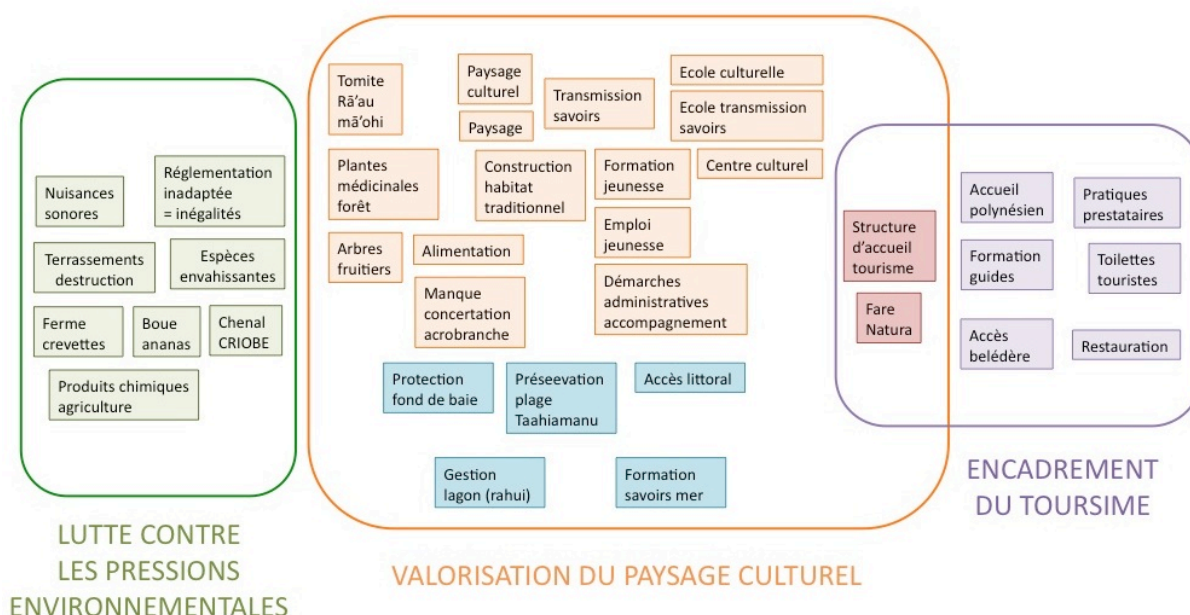 Nuisances
sonores
Réglementation
inadaptée
= inégalités
Terrassements
destruction
Espèces
envahissantes
Ferme
crevettes
Boue
ananas
Chenal
CRIOBE
Produits chimiques
agriculture
LUTTE CONTRE
LES PRESSIONS
ENVIRONNEMENTALES
Tomite
Rā'au
mā'ohi
Paysage
culturel
Paysage
Transmission
savoirs
Ecole culturelle
Ecole transmission
savoirs
Plantes
médicinales
forêt
Construction
habitat
traditionnel
Formation
jeunesse
Centre culturel
Emploi
jeunesse
Arbres
fruitiers
Alimentation
Manque
concertation
acrobranche
Démarches
administratives
accompagnement
Protection
fond de baie
Préseevation
plage
Taahiamanu
Accès littoral
Gestion
lagon (rahui)
Formation
savoirs mer
VALORISATION DU PAYSAGE CULTUREL
Structure
d'accueil
tourisme
Fare
Natura
Accueil
polynésien
Pratiques
prestataires
Formation
guides
Toilettes
touristes
Accès
belédère
Restauration
ENCADREMENT
DU TOURSIME